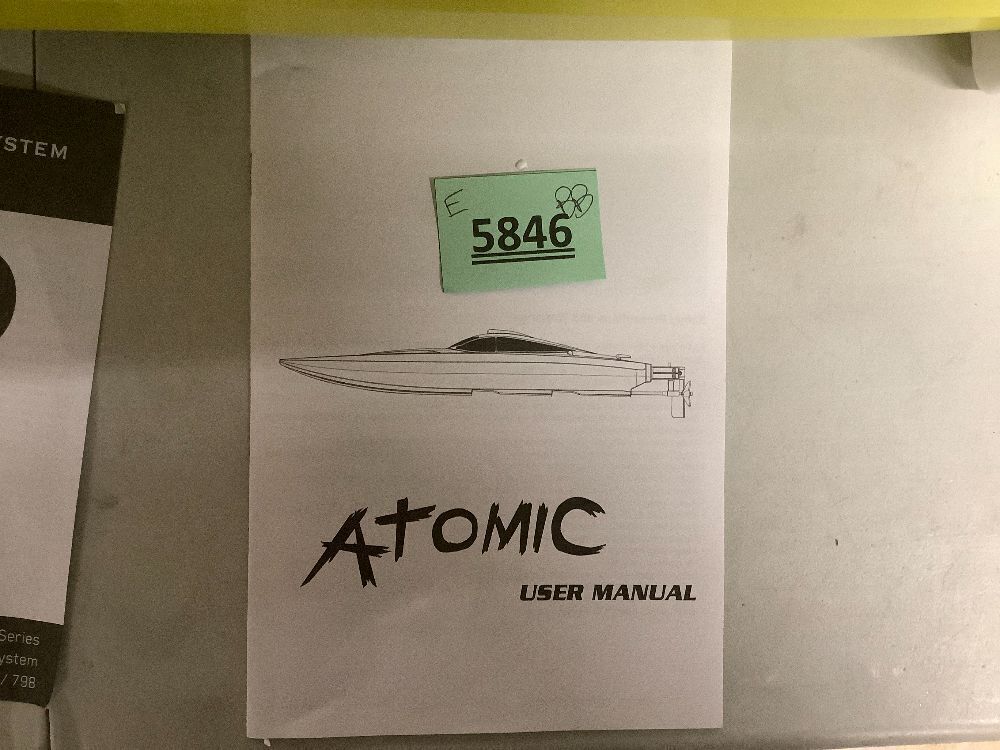 YSTEM
E
5846
ATOMIC
USER MANUAL
Series
ystem
/ 798